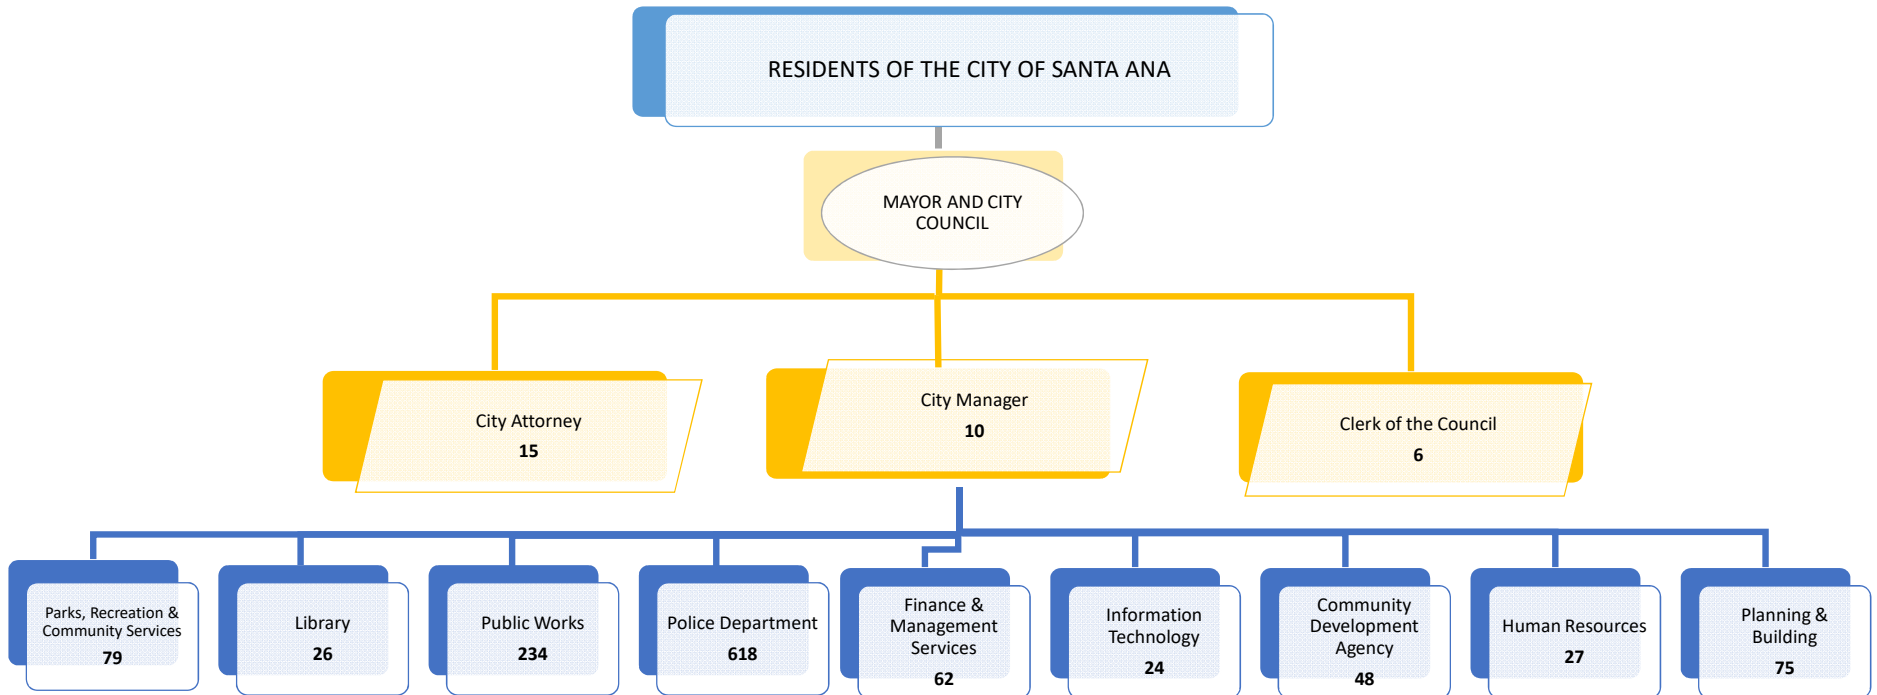 RESIDENTS OF THE CITY OF SANTA ANA
MAYOR AND CITY
COUNCIL
City Attorney
15
City Manager
10
Clerk of the Council
6
Parks, Recreation &
Community Services
79
Library
26
Public Works
234
Police Department
618
Finance &
Management
Services
62
Information
Technology
24
Community
Development
Agency
48
Human Resources
27
Planning &
Building
75